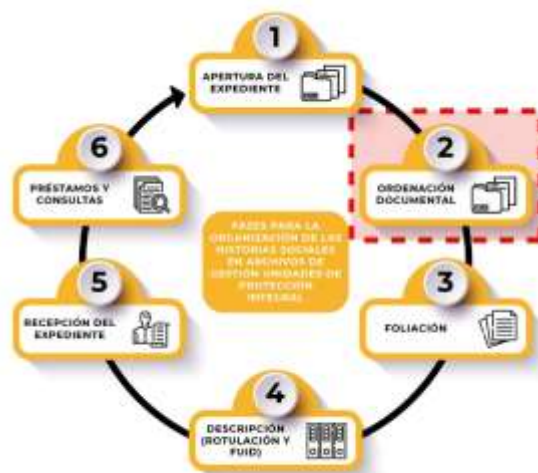 1
APERTURA DEL
EXPEDIENTE
2
ORDENACIÓN
DOCUMENTAL
3
FOLIACIÓN
4
DESCRIPCIÓN
(ROTULACIÓN Y
FUID)
5
RECEPCIÓN DEL
EXPEDIENTE
6
PRÉSTAMOS Y
CONSULTAS
FASES PARA LA
ORGANIZACIÓN DE LAS
HISTORIAS SOCIALES
EN ARCHIVOS DE
GESTIÓN UNIDADES DE
PROTECCIÓN
INTEGRAL